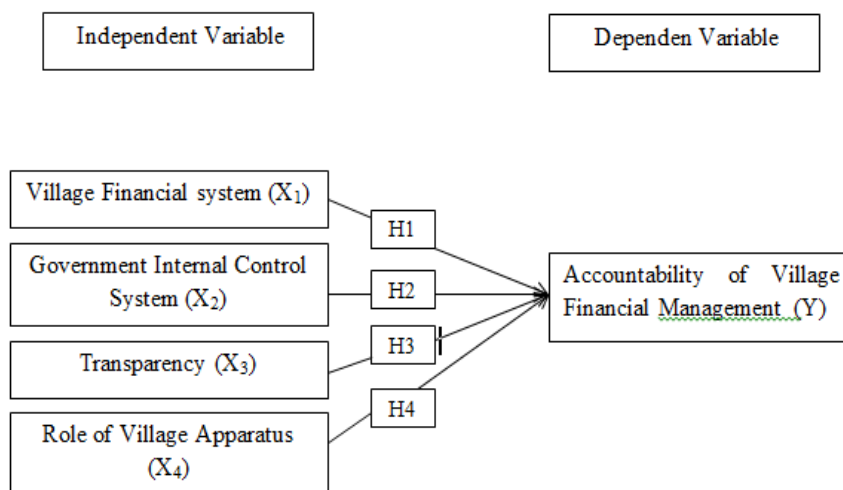 Independent Variable
Dependen Variable
Village Financial system (X₁)
H1
Government Internal Control
System (X₂)
H2
Accountability of Village
Financial Management (Y)
Transparency (X₃)
H3
H4
Role of Village Apparatus
(X₄)